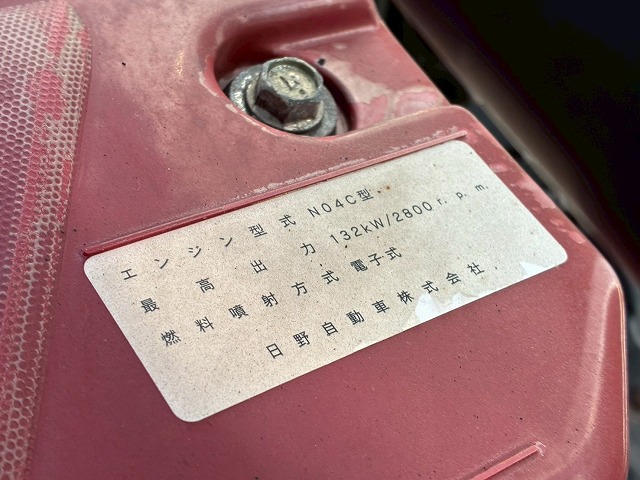 エンジン型式 N04C型
最高出力 132kW/2800r.p.m.
燃料噴射方式 電子式
日野自動車株式会社